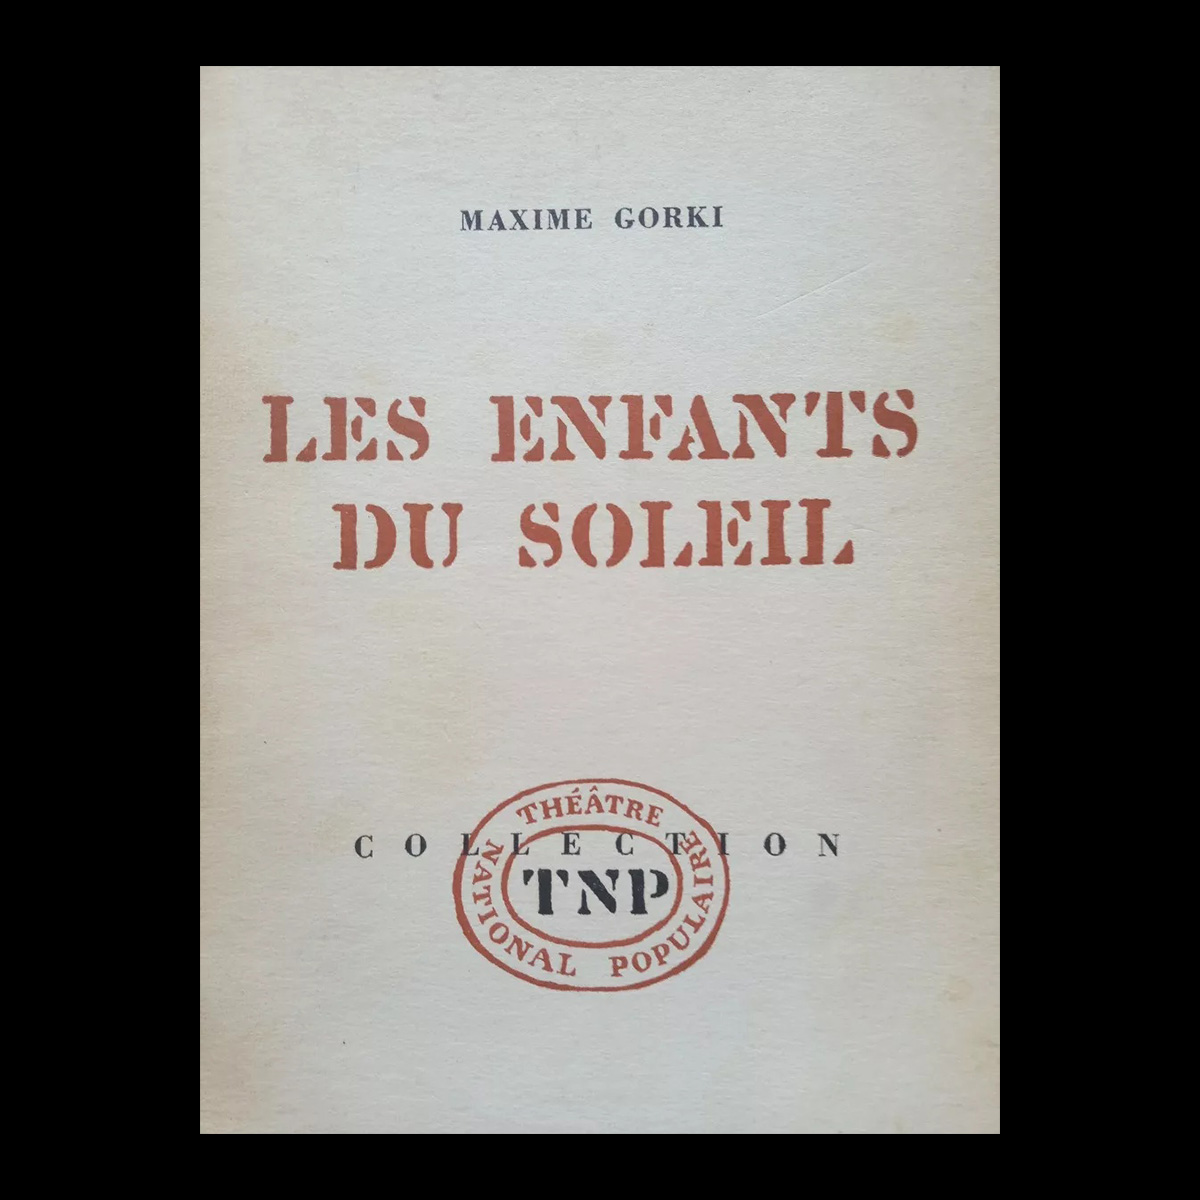 MAXIME GORKI
LES ENFANTS
DU SOLEIL
THÉÂTRE
COLLECTION
TNP
NATIONAL POPULAIRE